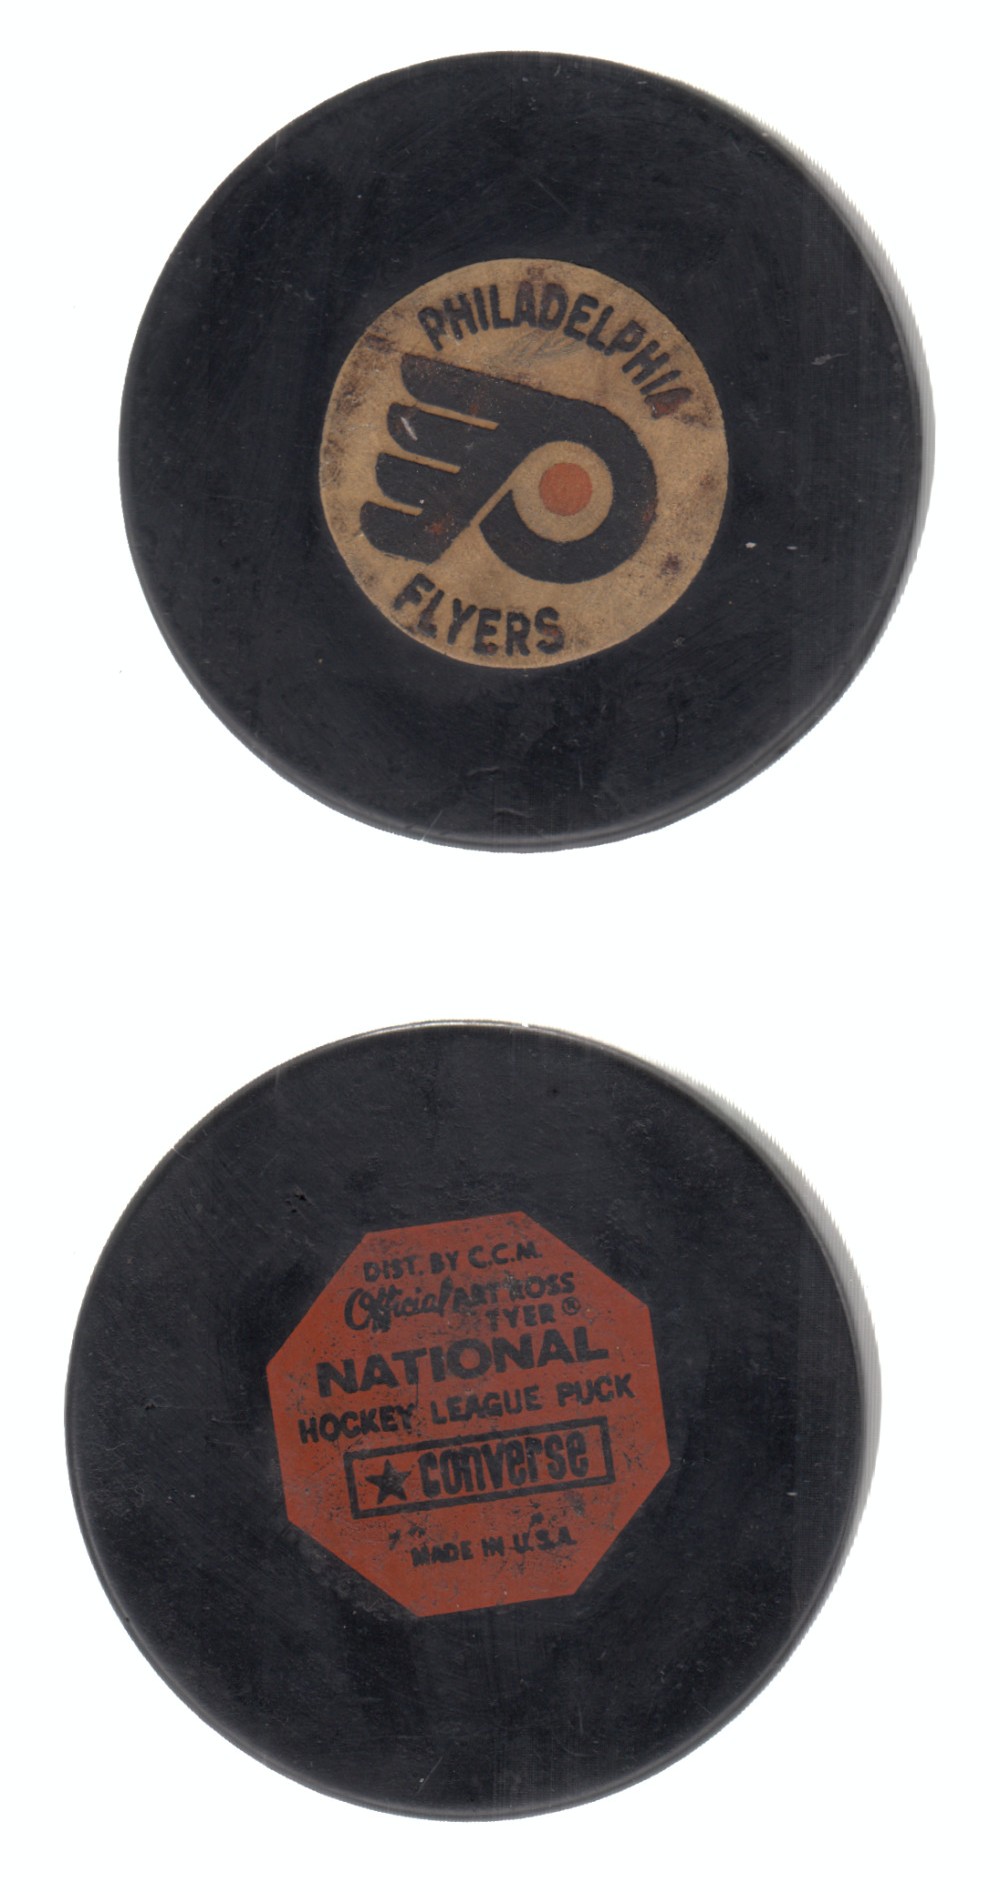 PHILADELPHIA
FLYERS
DIST. BY C.C.M.
Official ART ROSS
TYER ®
NATIONAL
HOCKEY LEAGUE PUCK
converse
MADE IN U.S.A.